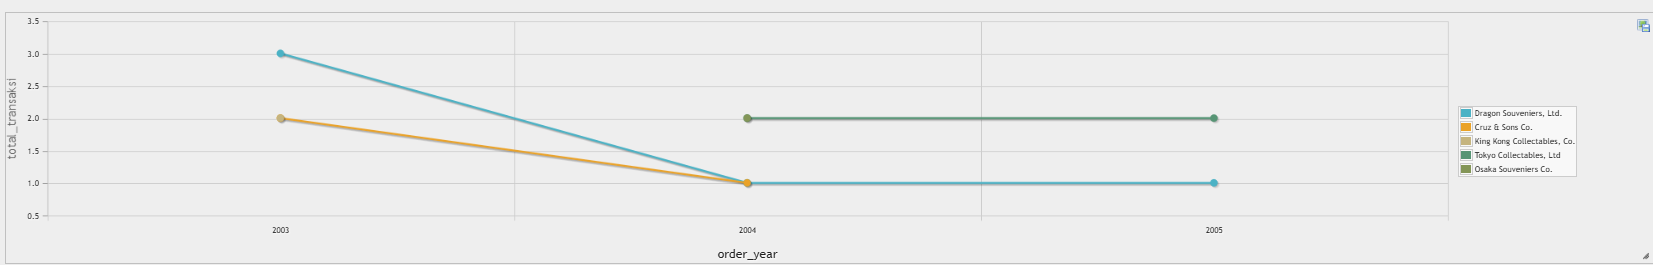 3.5
3.0
2.5
2.0
1.5
1.0
0.5
total_transaksi
2003
2004
2005
order_year
Dragon Souveniers, Ltd.
Cruz & Sons Co.
King Kong Collectables, Co.
Tokyo Collectables, Ltd
Osaka Souveniers Co.